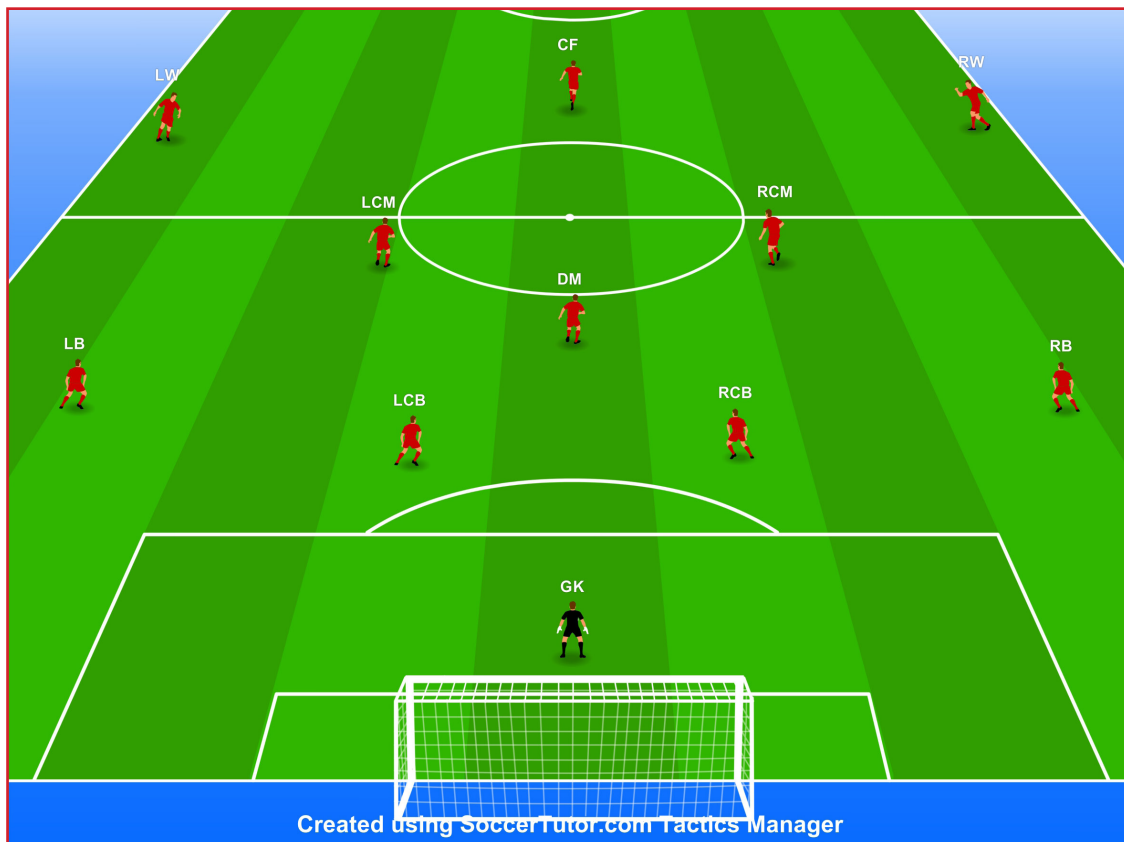 CF
LW
RW
LCM
RCM
DM
LB
RB
LCB
RCB
GK
Created using SoccerTutor.com Tactics Manager